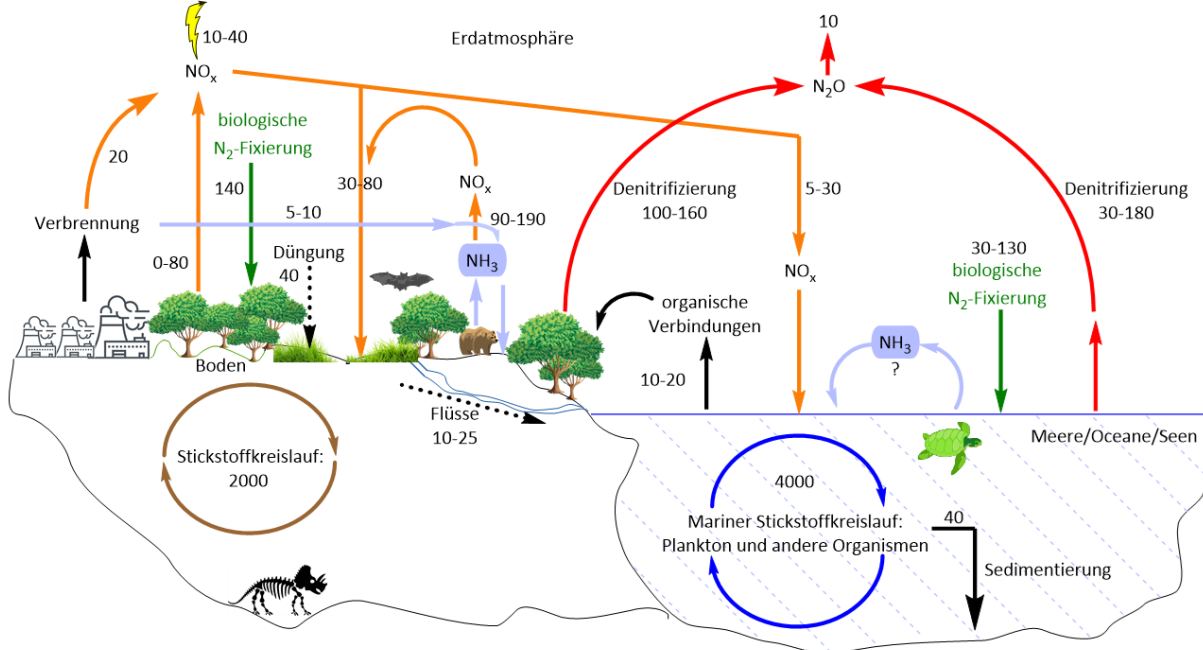 10
10-40
Erdatmosphäre
NOₓ
N₂O
biologische
N₂-Fixierung
20
140
30-80
NOₓ
Denitrifizierung
100-160
5-30
Denitrifizierung
30-180
Verbrennung
5-10
90-190
Düngung
40
0-80
NH₃
NOₓ
30-130
biologische
N₂-Fixierung
organische
Verbindungen
NH₃
?
Boden
10-20
Flüsse
10-25
Meere/Oceane/Seen
Stickstoffkreislauf:
2000
4000
Mariner Stickstoffkreislauf:
Plankton und andere Organismen
40
Sedimentierung